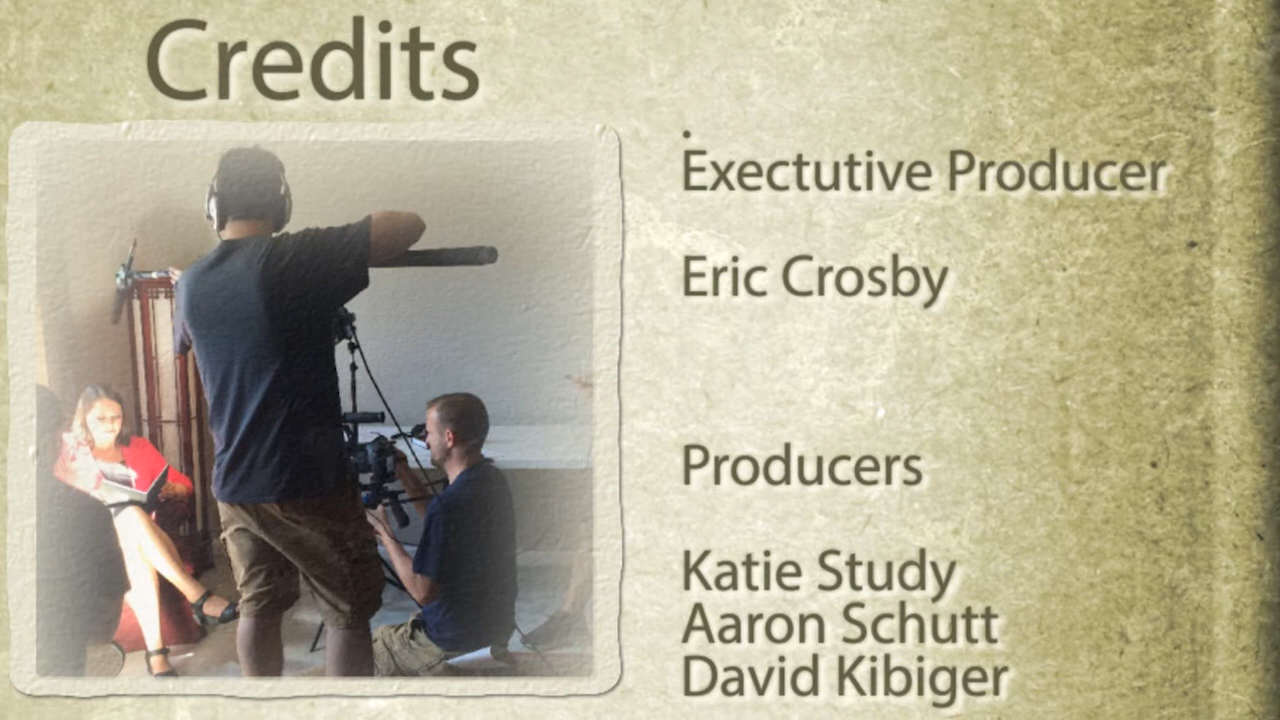 Credits
.
Exectutive Producer
Eric Crosby
Producers
Katie Study
Aaron Schutt
David Kibiger